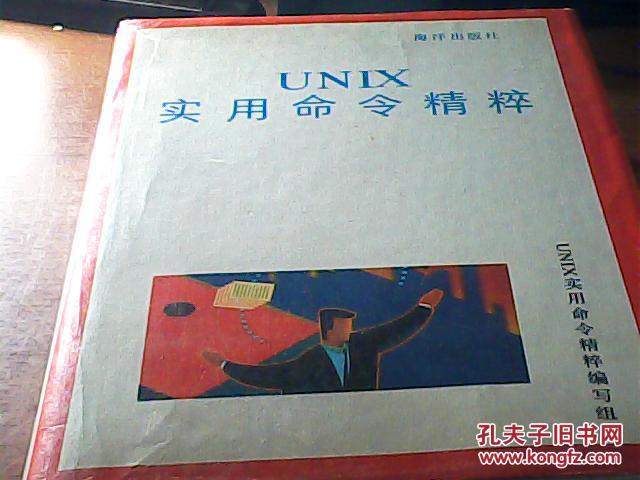 海洋出版社
UNIX
实用命令精粹
UNIX实用命令精粹编写组
孔夫子旧书网
www.kongfz.com